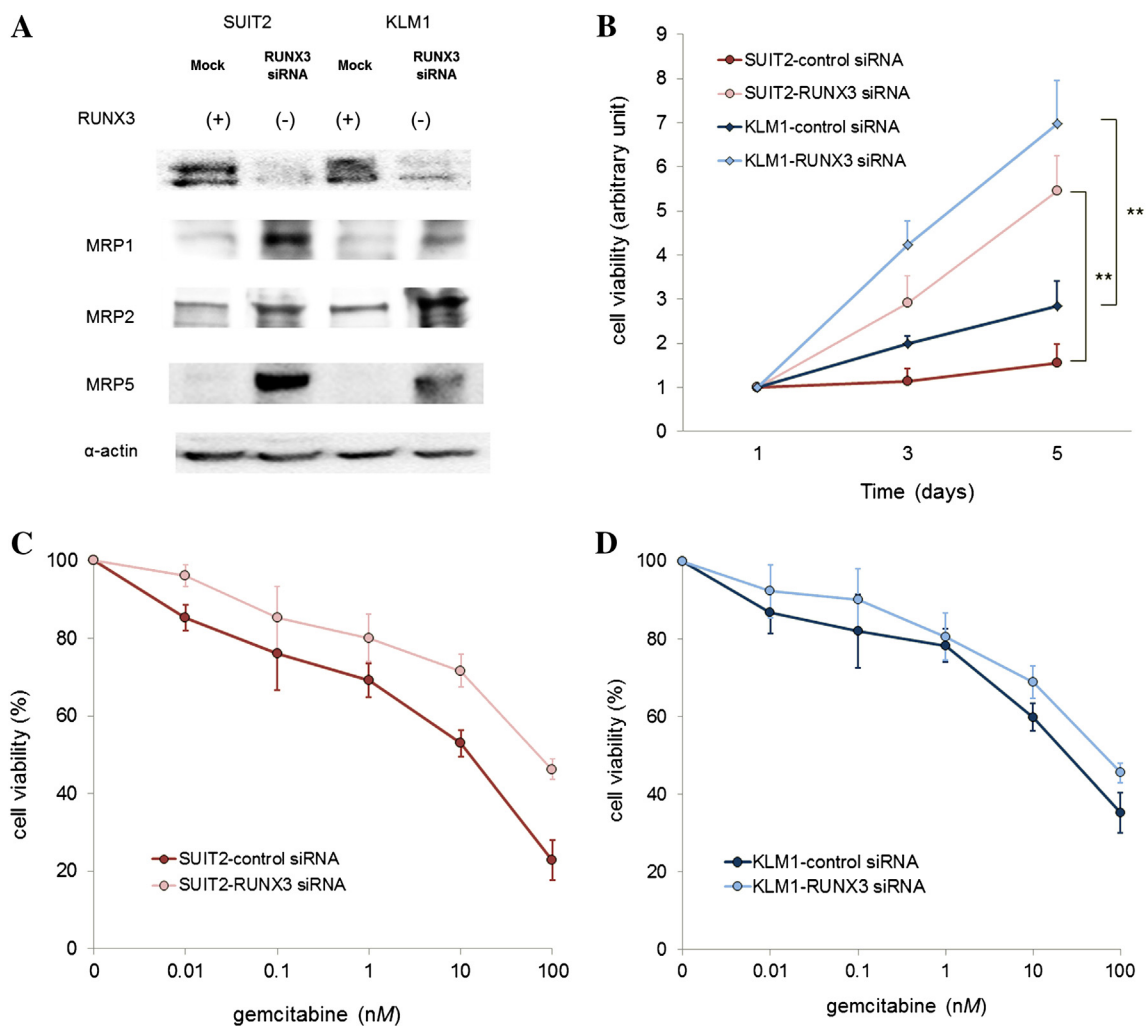 A
SUIT2 KLM1
Mock RUNX3 siRNA Mock RUNX3 siRNA
RUNX3 (+) (-) (+) (-)
MRP1
MRP2
MRP5
α-actin
B
cell viability (arbitrary unit)
9
8
7
6
5
4
3
2
1
0
SUIT2-control siRNA
SUIT2-RUNX3 siRNA
KLM1-control siRNA
KLM1-RUNX3 siRNA
**
**
1 3 5
Time (days)
C
cell viability (%)
100
80
60
40
20
0
SUIT2-control siRNA
SUIT2-RUNX3 siRNA
0 0.01 0.1 1 10 100
gemcitabine (nM)
D
cell viability (%)
100
80
60
40
20
0
KLM1-control siRNA
KLM1-RUNX3 siRNA
0 0.01 0.1 1 10 100
gemcitabine (nM)